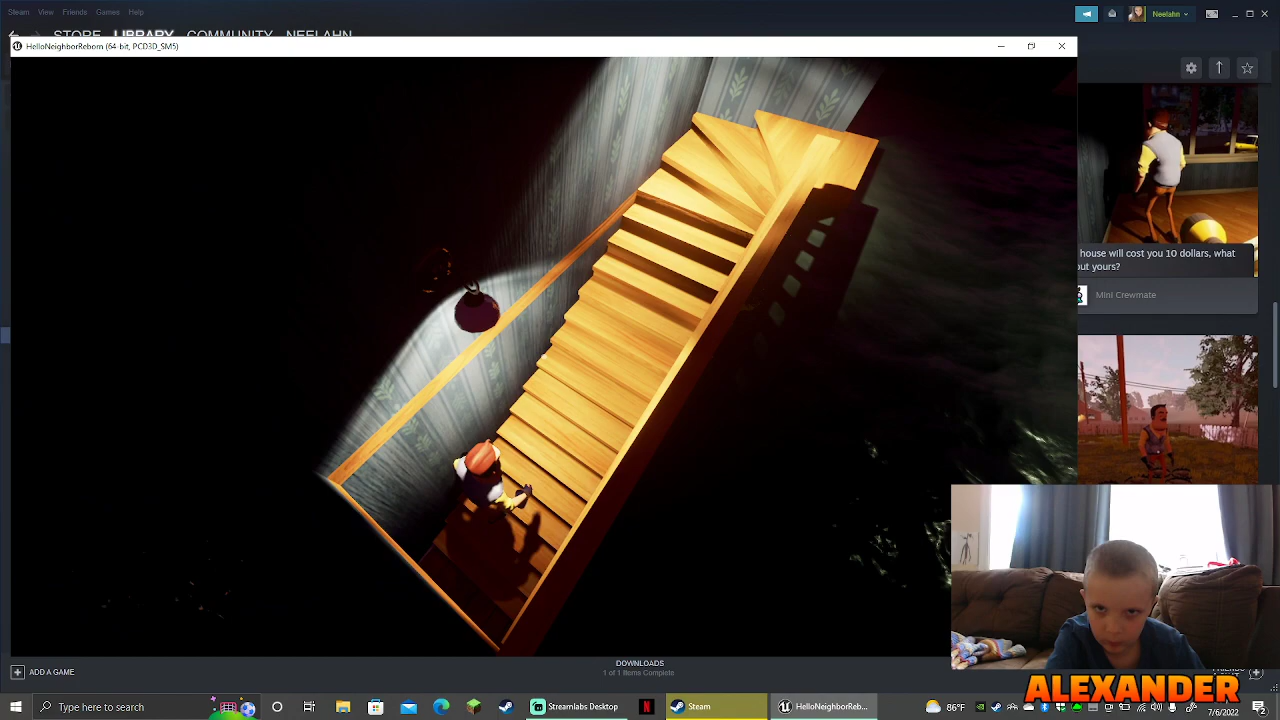 Steam View Friends Games Help
Neelahn
STORE LIBRARY COMMUNITY NEELAHN
HelloNeighborReborn (64-bit, PCD3D_SM5)
house will cost you 10 dollars, what
out yours?
Mini Crewmate
ADD A GAME
DOWNLOADS
1 of 1 Items Complete
ALEXANDER
Type here to search
Streamlabs Desktop
N
Steam
HelloNeighborReb...
86°F
7/6/2022